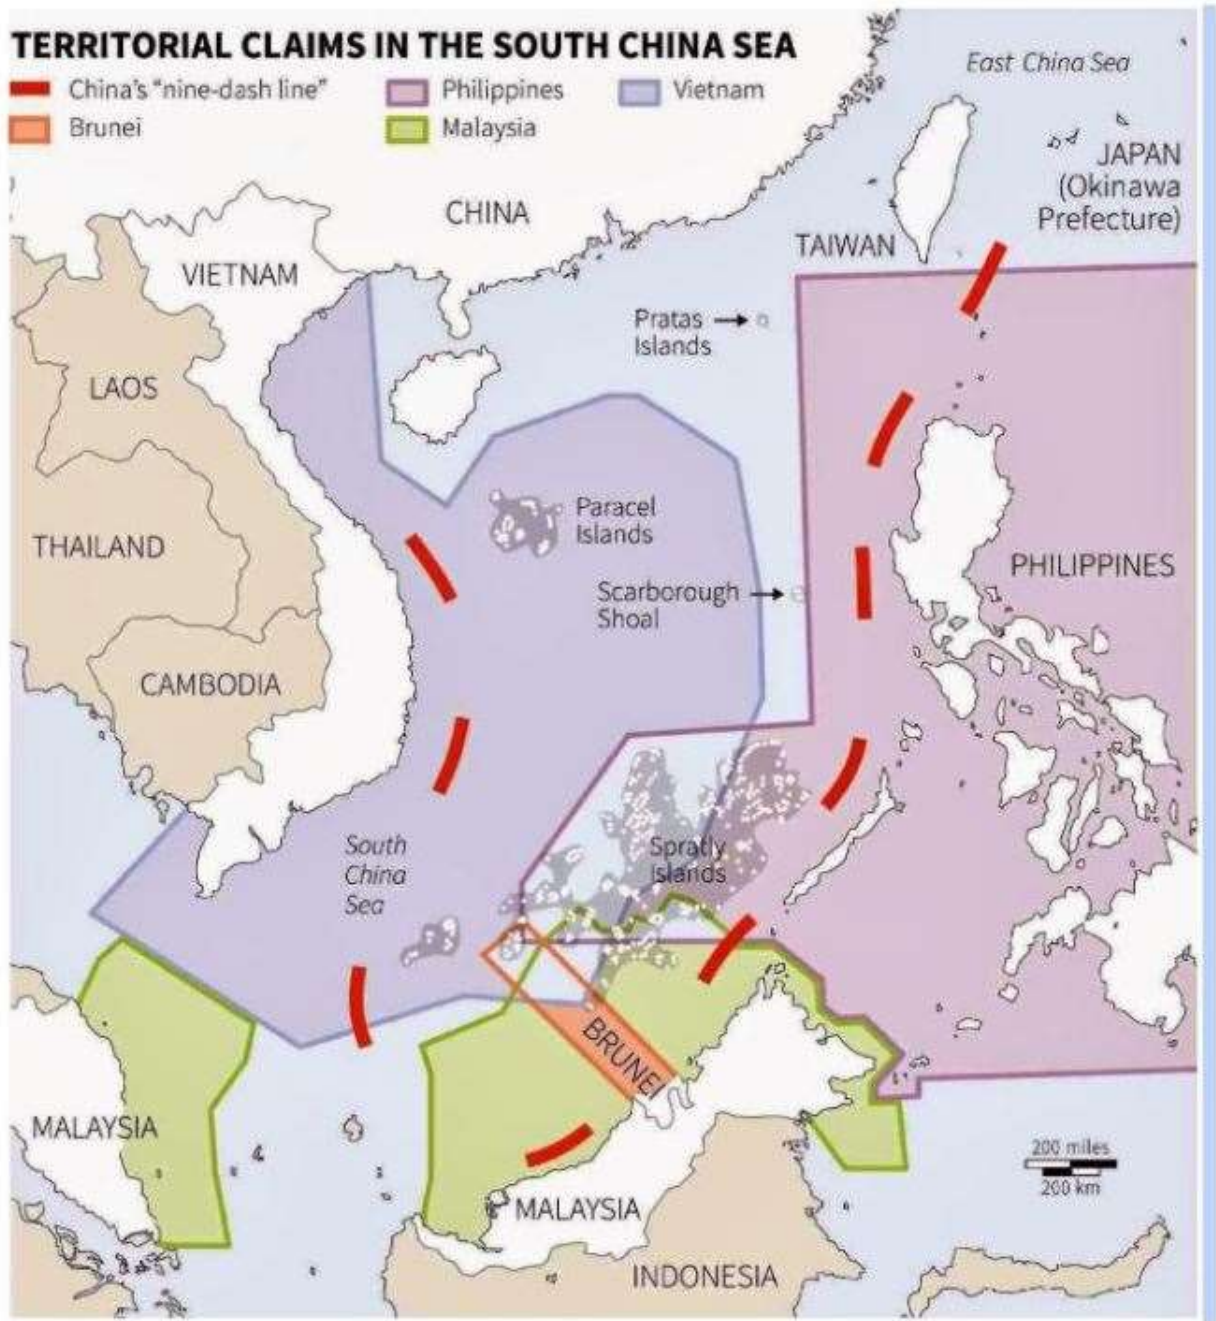 TERRITORIAL CLAIMS IN THE SOUTH CHINA SEA
China's "nine-dash line"
Philippines
Vietnam
Brunei
Malaysia
East China Sea
JAPAN
(Okinawa
Prefecture)
CHINA
TAIWAN
VIETNAM
Pratas
Islands
LAOS
Paracel
Islands
THAILAND
Scarborough
Shoal
PHILIPPINES
CAMBODIA
South
China
Sea
Spratly
Islands
BRUNEI
MALAYSIA
200 miles
200 km
MALAYSIA
INDONESIA